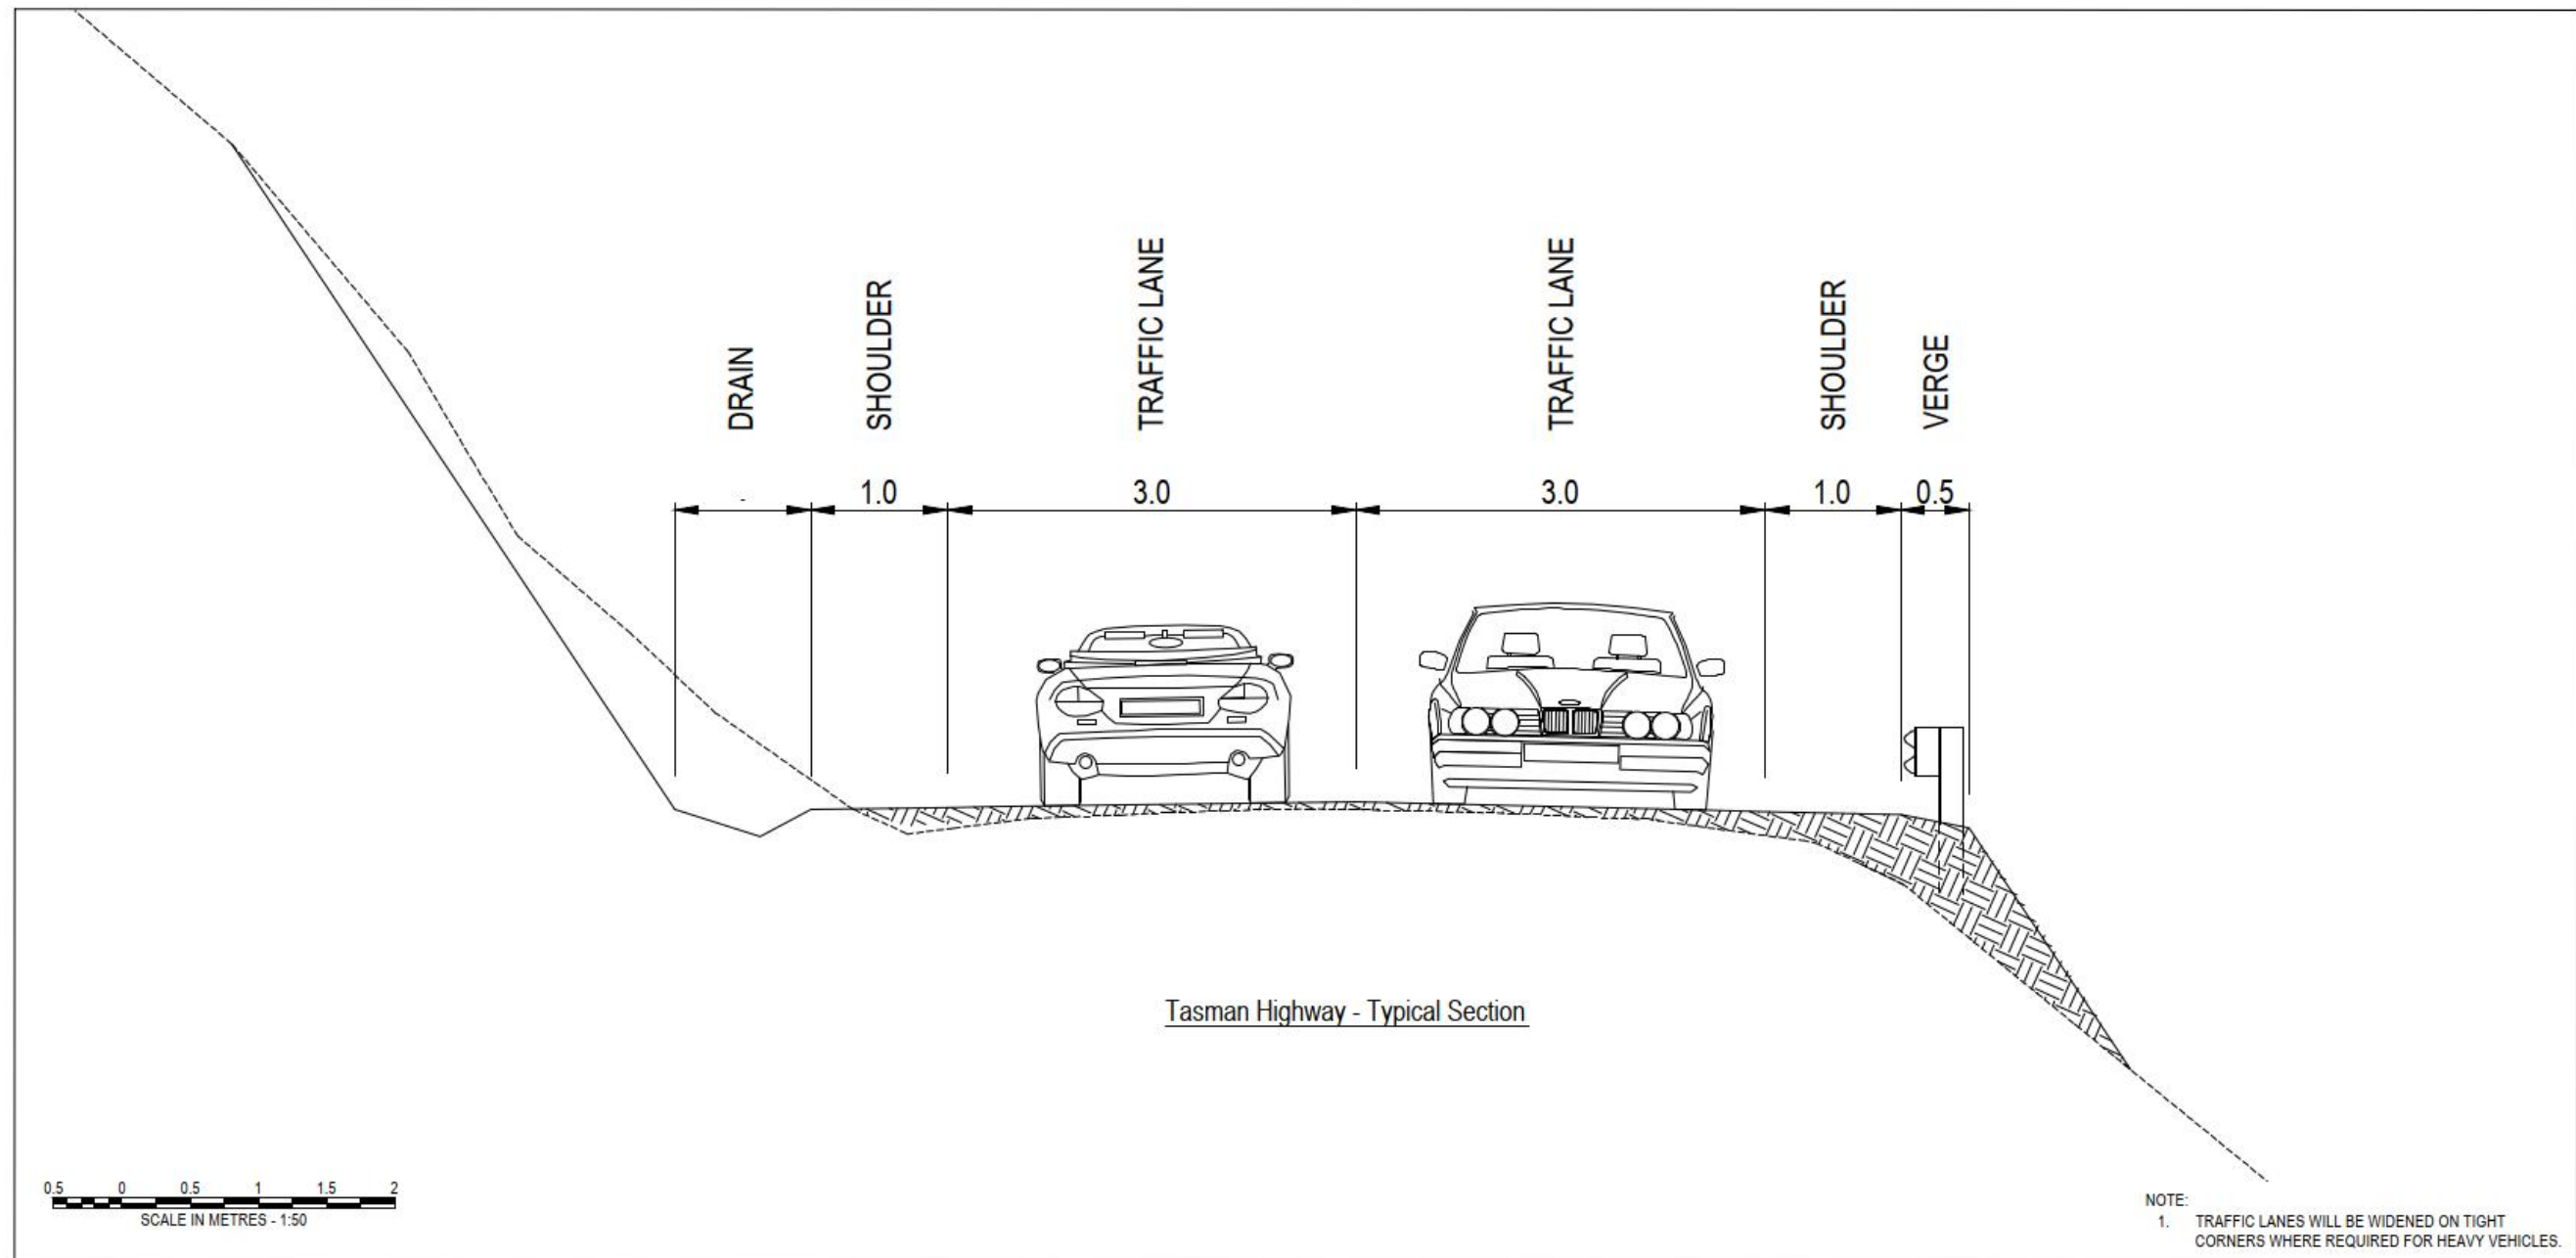 DRAIN
SHOULDER
TRAFFIC LANE
TRAFFIC LANE
SHOULDER
VERGE
-
1.0
3.0
3.0
1.0
0.5
Tasman Highway - Typical Section
0.5 0 0.5 1 1.5 2
SCALE IN METRES - 1:50
NOTE:
1. TRAFFIC LANES WILL BE WIDENED ON TIGHT
CORNERS WHERE REQUIRED FOR HEAVY VEHICLES.